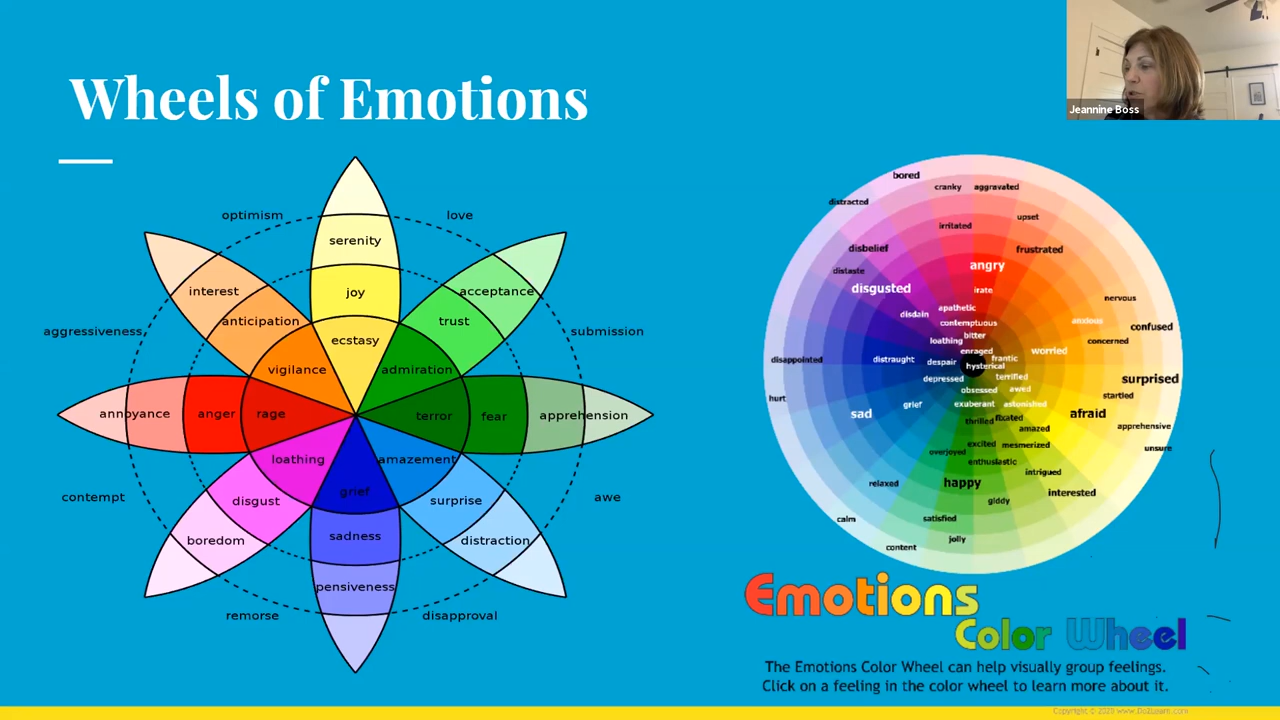 Jeannine Boss
Wheels of Emotions
optimism
love
serenity
interest
joy
acceptance
anticipation
trust
aggressiveness
submission
ecstasy
vigilance
admiration
annoyance
anger
rage
terror
fear
apprehension
loathing
amazement
grief
contempt
disgust
surprise
awe
boredom
sadness
distraction
pensiveness
remorse
disapproval
bored
cranky
aggravated
distracted
upset
irritated
disbelief
frustrated
distaste
angry
disgusted
irate
nervous
apathetic
disdain
contemptuous
anxious
confused
bitter
loathing
concerned
enraged
worried
disappointed
distraught
despair
frantic
hysterical
depressed
terrified
surprised
obsessed
awed
startled
hurt
grief
exuberant
astonished
sad
afraid
thrilled
fixated
apprehensive
amazed
excited
mesmerized
unsure
overjoyed
enthusiastic
intrigued
relaxed
happy
interested
giddy
calm
satisfied
jolly
content
Emotions
Color Wheel
The Emotions Color Wheel can help visually group feelings.
Click on a feeling in the color wheel to learn more about it.
Copyright © 2020 www.Do2Learn.com